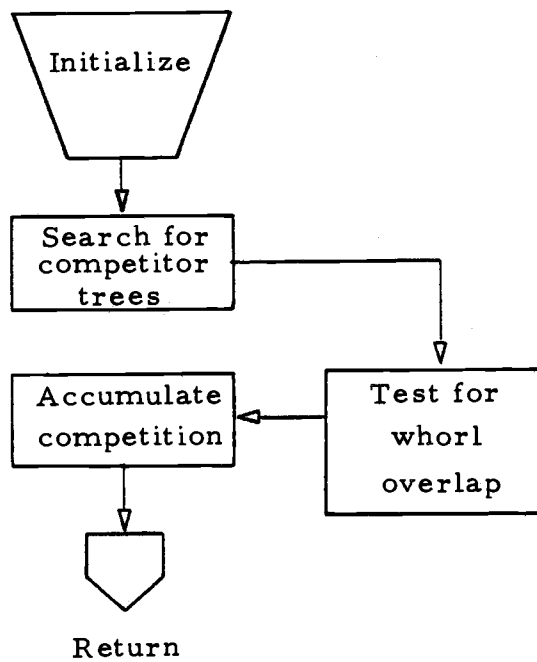 Initialize
Search for
competitor
trees
Test for
whorl
overlap
Accumulate
competition
Return